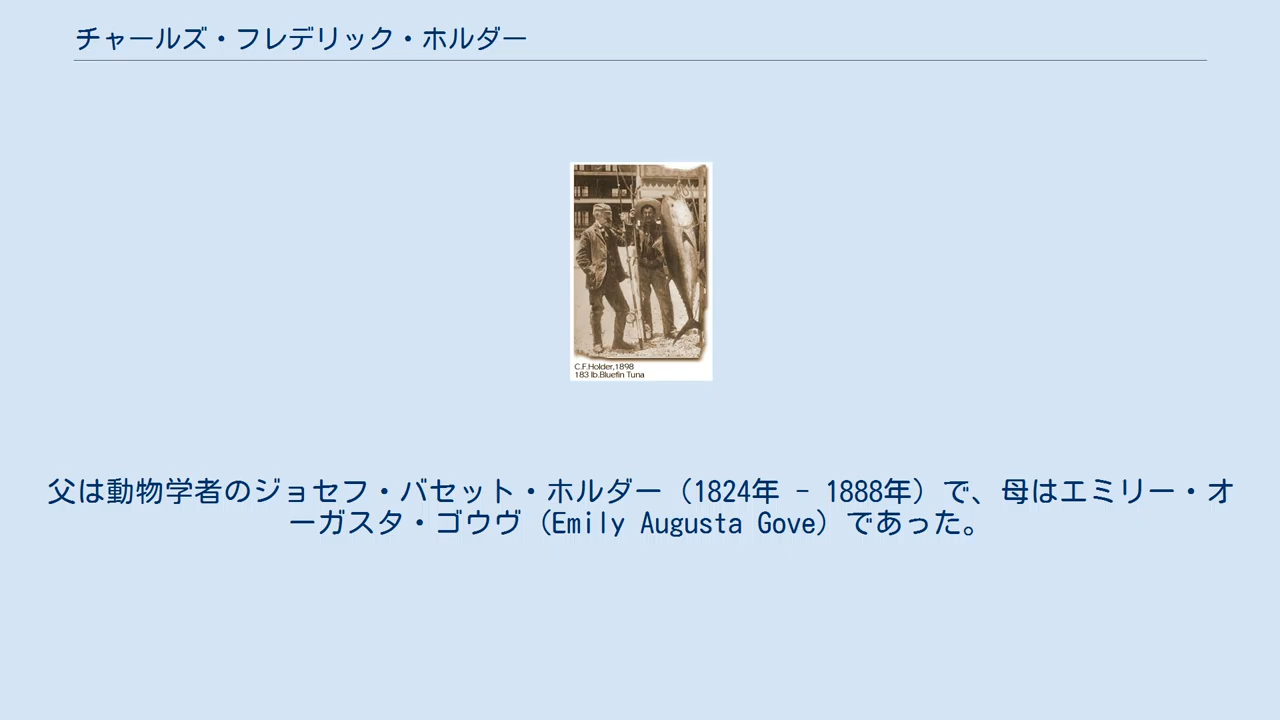 チャールズ・フレデリック・ホルダー
C.F.Holder,1898
183 lb.Bluefin Tuna
父は動物学者のジョセフ・バセット・ホルダー（1824年 - 1888年）で、母はエミリー・オ
ーガスタ・ゴウヴ（Emily Augusta Gove）であった。